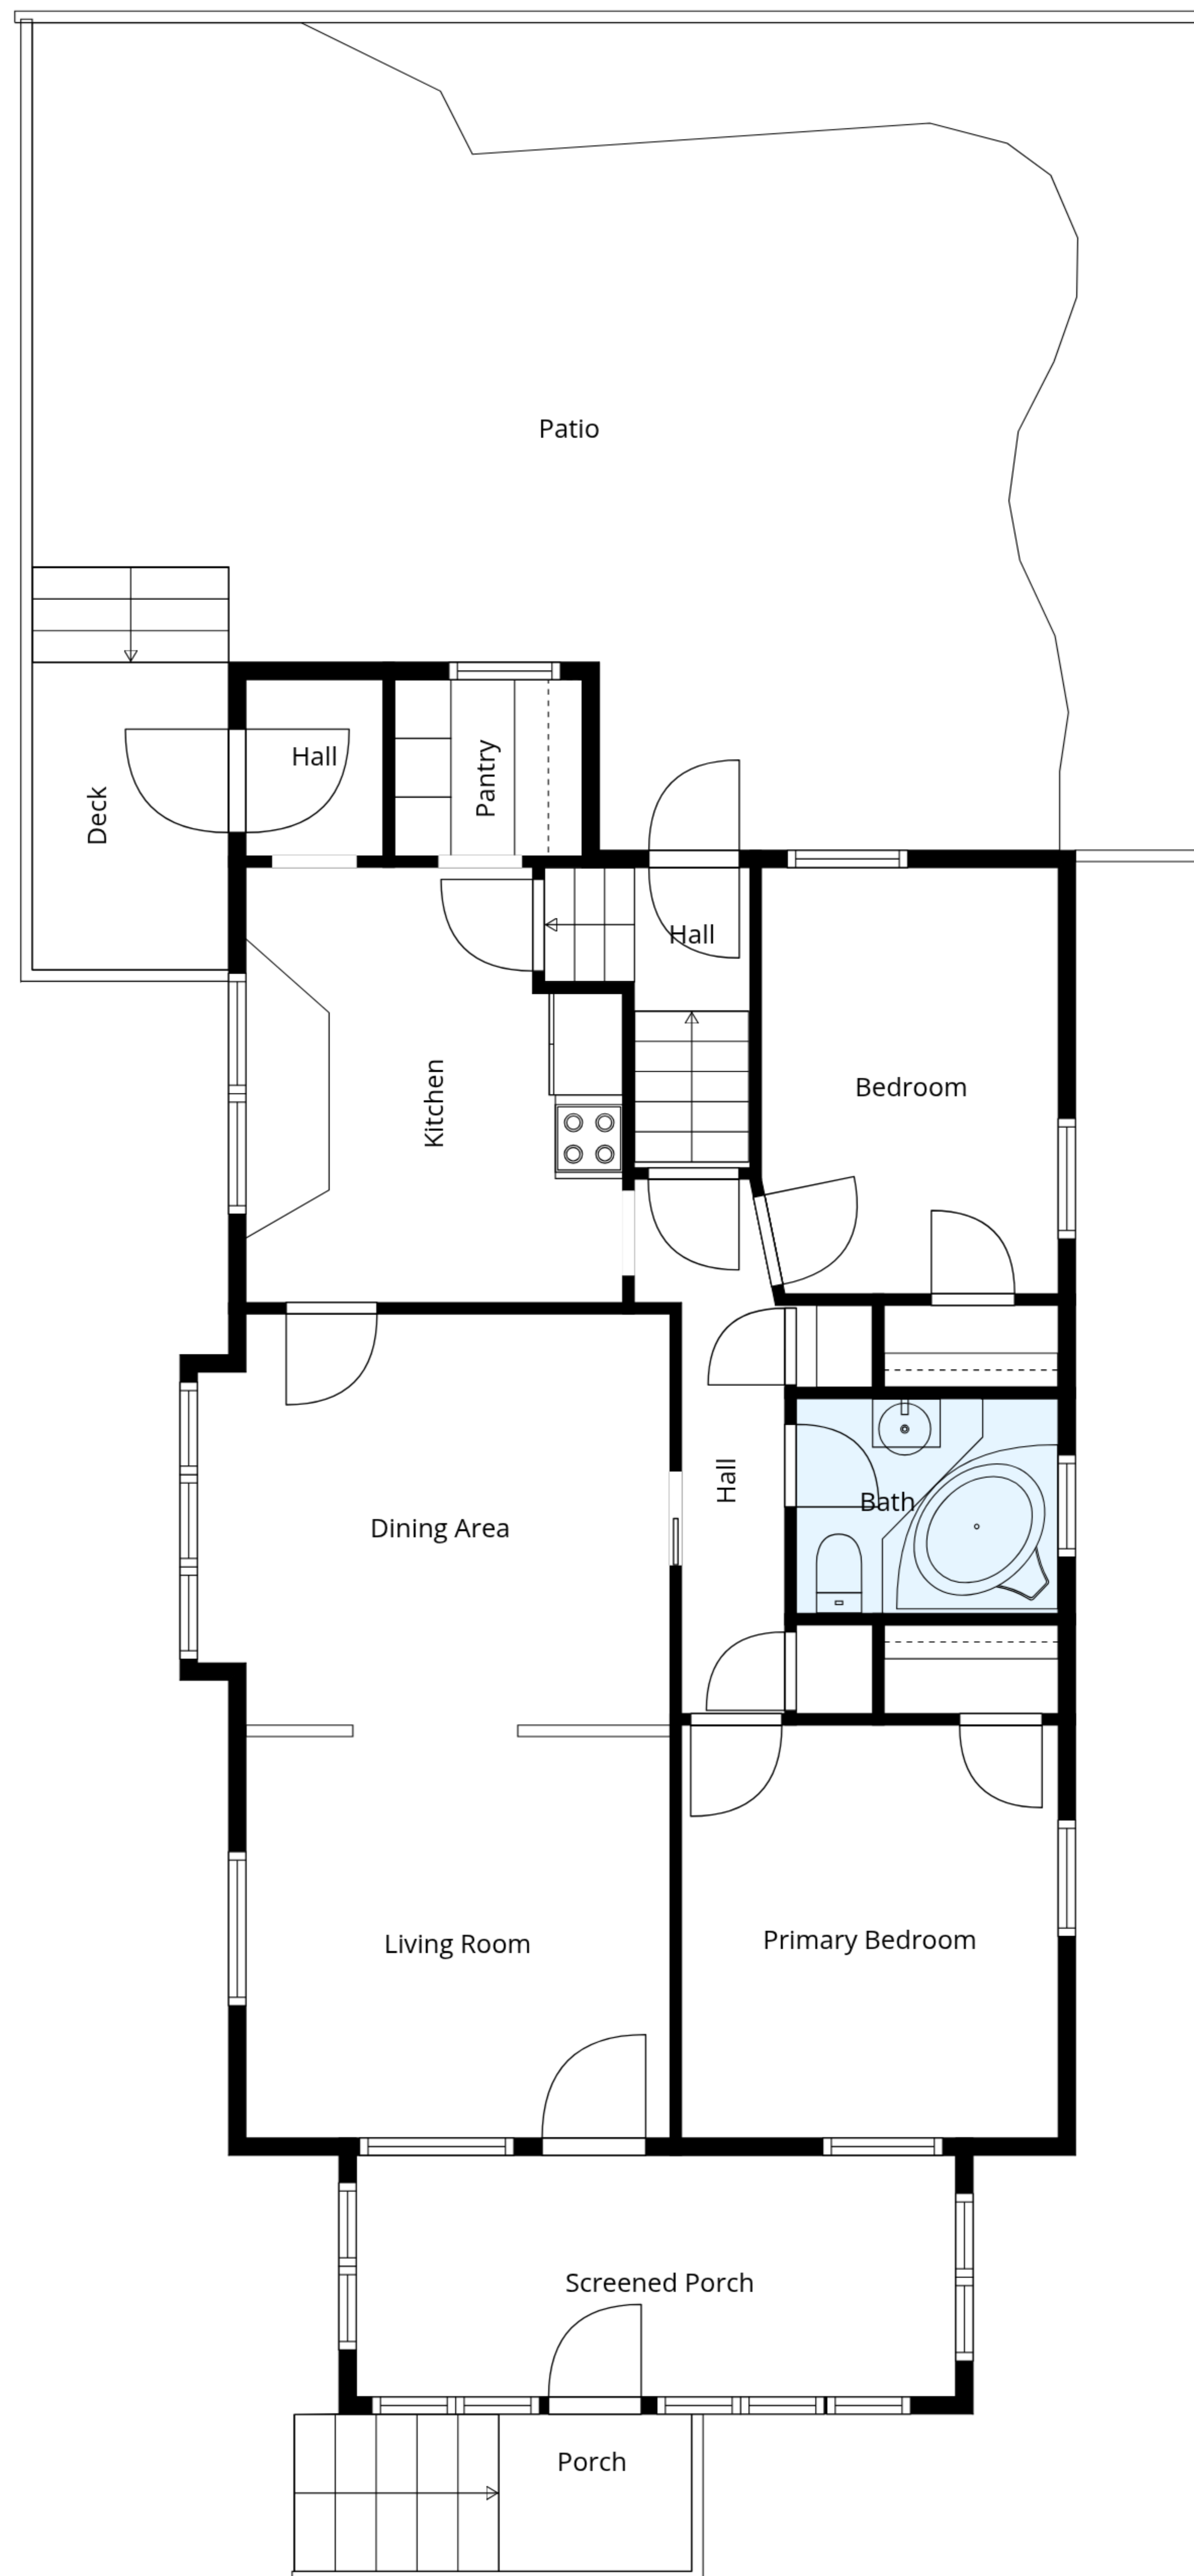 Patio
Hall
Pantry
Deck
Hall
Bedroom
Kitchen
Hall
Bath
Dining Area
Primary Bedroom
Living Room
Screened Porch
Porch